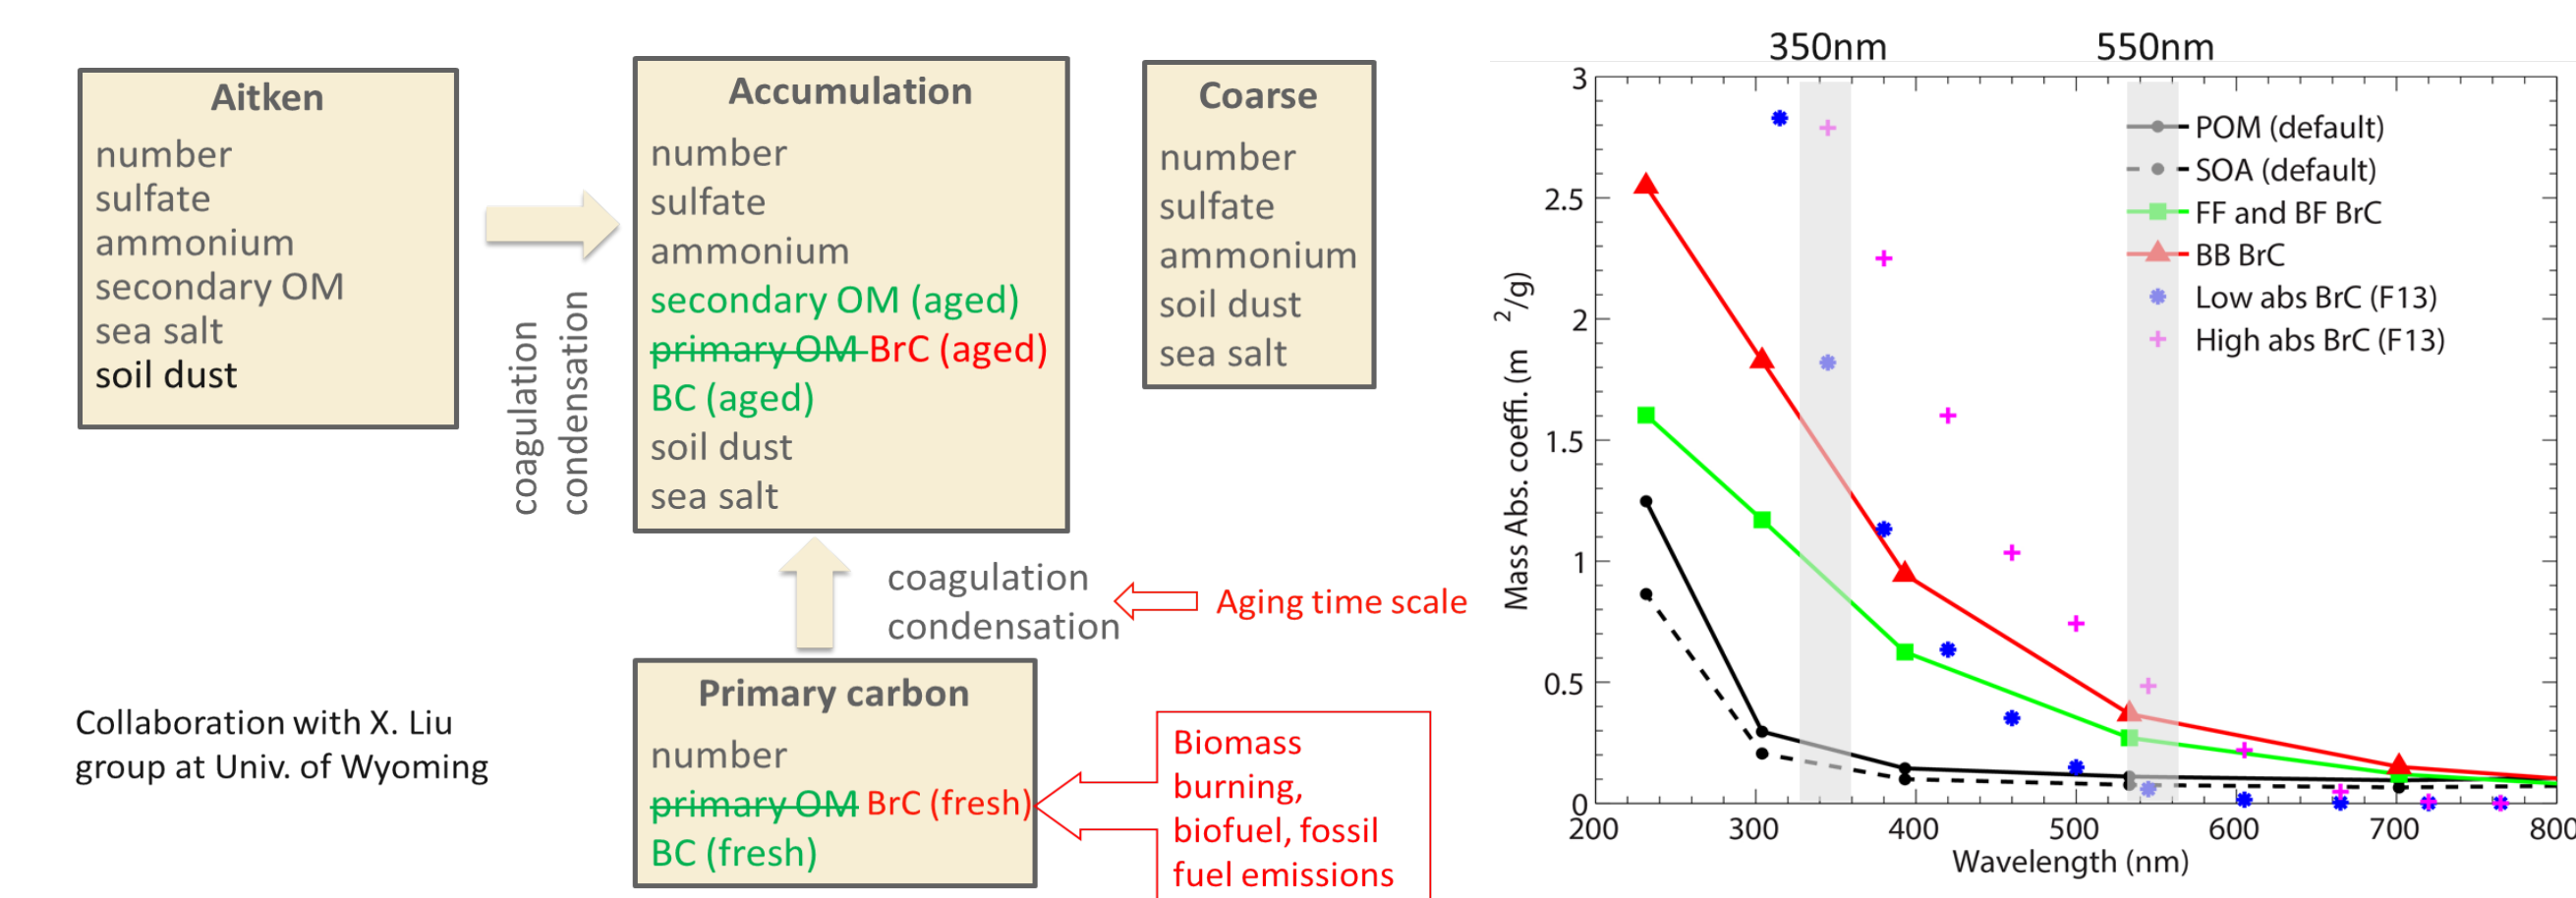 Aitken
number
sulfate
ammonium
secondary OM
sea salt
soil dust
coagulation
condensation
Accumulation
number
sulfate
ammonium
secondary OM (aged)
primary OM BrC (aged)
BC (aged)
soil dust
sea salt
Coarse
number
sulfate
ammonium
soil dust
sea salt
coagulation
condensation
Aging time scale
Primary carbon
number
primary OM BrC (fresh)
BC (fresh)
Biomass
burning,
biofuel, fossil
fuel emissions
Collaboration with X. Liu
group at Univ. of Wyoming
350nm
550nm
3
2.5
2
1.5
1
0.5
0
Mass Abs. coeffi. (m 2/g)
POM (default)
SOA (default)
FF and BF BrC
BB BrC
Low abs BrC (F13)
High abs BrC (F13)
200 300 400 500 600 700 800
Wavelength (nm)